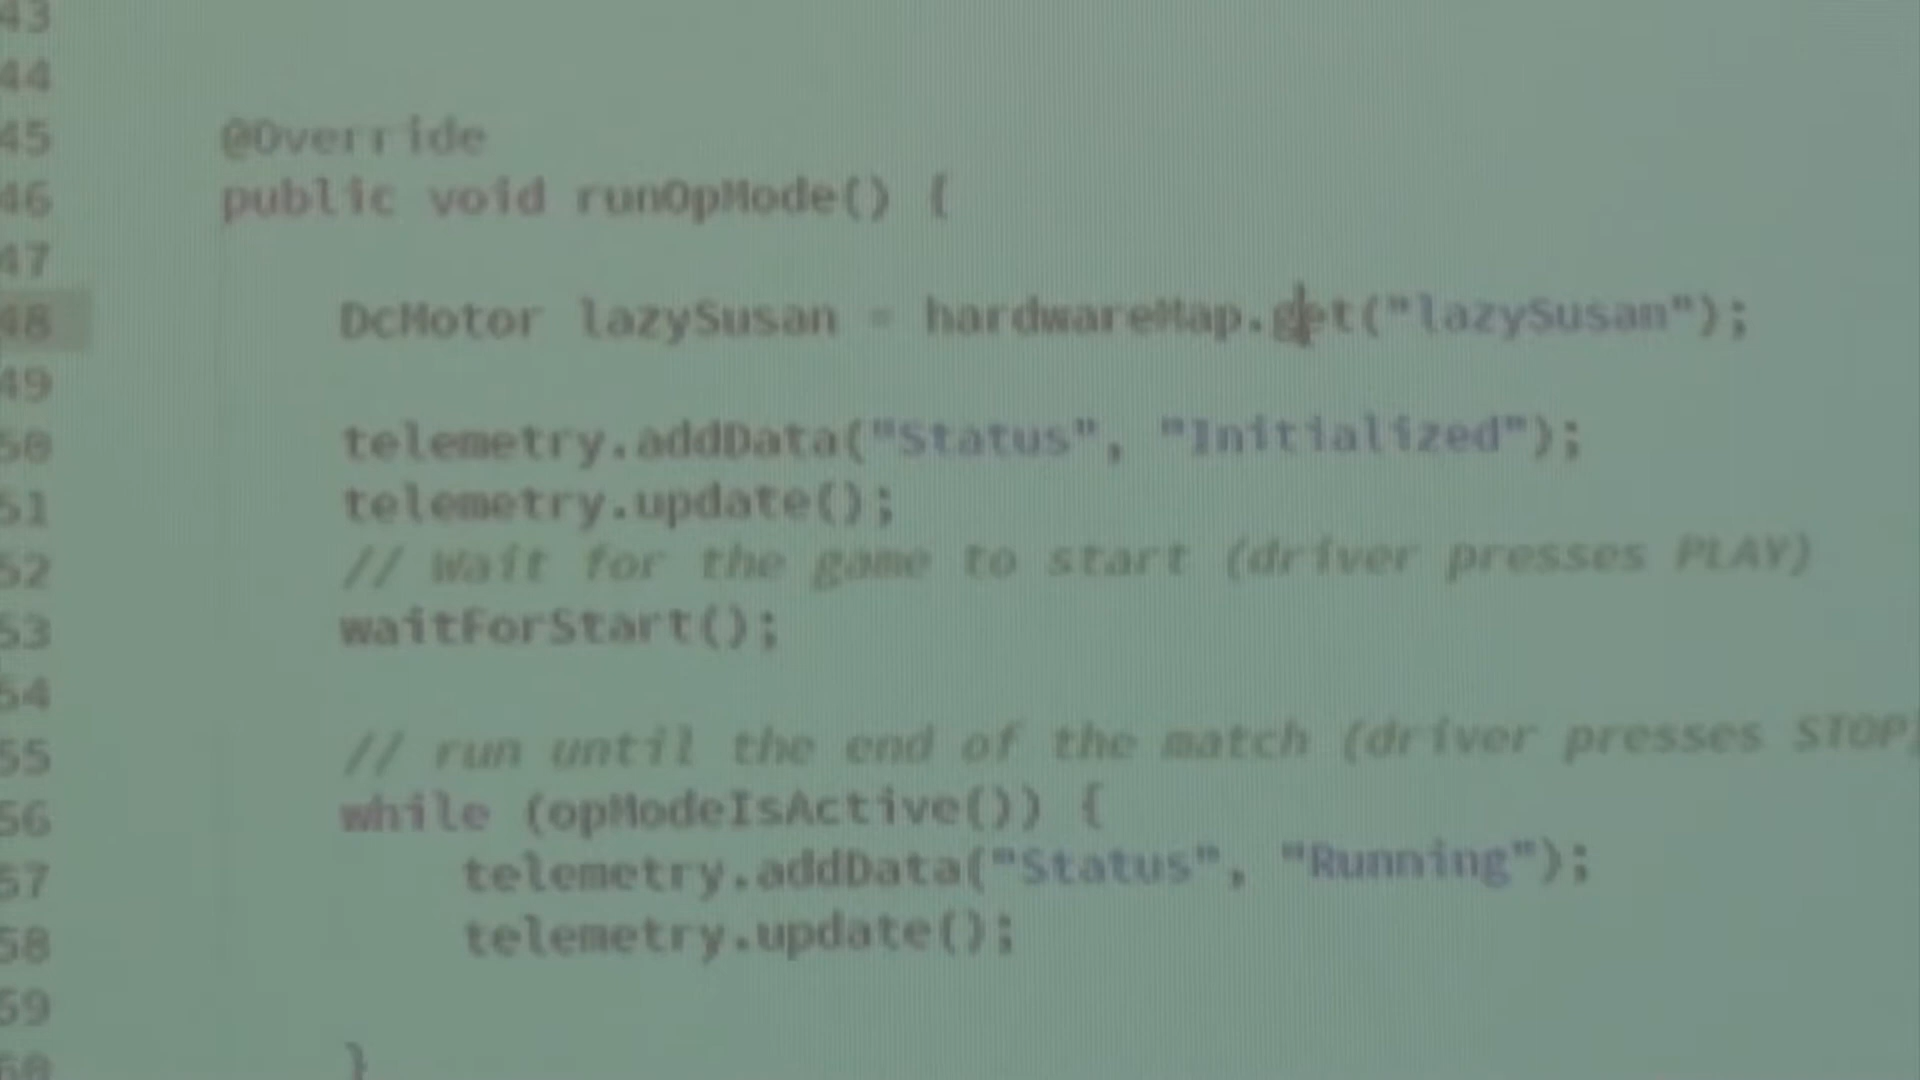 43
44
45 @Override
46 public void runOpMode() {
47
48 DcMotor lazySusan = hardwareMap.get("lazySusan");
49
50 telemetry.addData("Status", "Initialized");
51 telemetry.update();
52 // Wait for the game to start (driver presses PLAY)
53 waitForStart();
54
55 // run until the end of the match (driver presses STOP)
56 while (opModeIsActive()) {
57 telemetry.addData("Status", "Running");
58 telemetry.update();
59
60 }